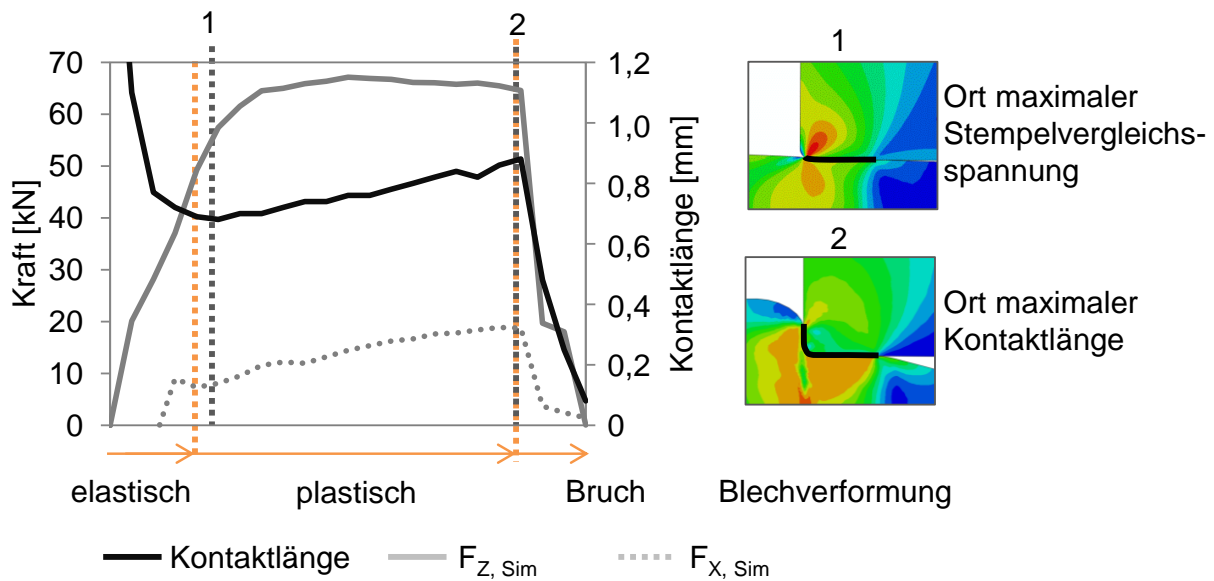 1
2
70
60
50
40
30
20
10
0
Kraft [kN]
1,2
1,0
0,8
0,6
0,4
0,2
0
Kontaktlänge [mm]
elastisch
plastisch
Bruch
Blechverformung
1
Ort maximaler
Stempelvergleichs-
spannung
2
Ort maximaler
Kontaktlänge
Kontaktlänge
F Z, Sim
F X, Sim